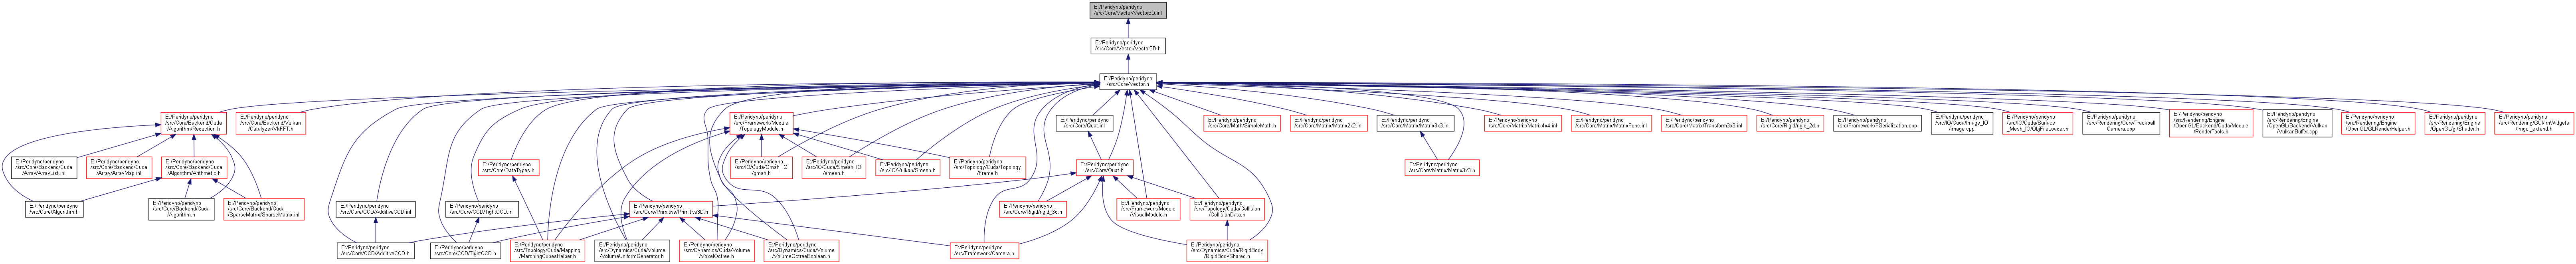 E:/Peridyno/peridyno
/src/Core/Vector/Vector3D.inl
E:/Peridyno/peridyno
/src/Core/Vector/Vector3D.h
E:/Peridyno/peridyno
/src/Core/Vector.h
E:/Peridyno/peridyno
/src/Core/Backend/Cuda
/Algorithm/Reduction.h
E:/Peridyno/peridyno
/src/Core/Backend/Vulkan
/Catalyzer/VkFFT.h
E:/Peridyno/peridyno
/src/Framework/Module
/TopologyModule.h
E:/Peridyno/peridyno
/src/Core/Quat.inl
E:/Peridyno/peridyno
/src/Core/Math/SimpleMath.h
E:/Peridyno/peridyno
/src/Core/Matrix/Matrix2x2.inl
E:/Peridyno/peridyno
/src/Core/Matrix/Matrix3x3.inl
E:/Peridyno/peridyno
/src/Core/Matrix/Matrix4x4.inl
E:/Peridyno/peridyno
/src/Core/Matrix/MatrixFunc.inl
E:/Peridyno/peridyno
/src/Core/Matrix/Transform3x3.inl
E:/Peridyno/peridyno
/src/Core/Rigid/rigid_2d.h
E:/Peridyno/peridyno
/src/Framework/FSerialization.cpp
E:/Peridyno/peridyno
/src/IO/Cuda/Image_IO
/image.cpp
E:/Peridyno/peridyno
/src/IO/Cuda/Surface
_Mesh_IO/ObjFileLoader.h
E:/Peridyno/peridyno
/src/Rendering/Core/Trackball
Camera.cpp
E:/Peridyno/peridyno
/src/Rendering/Engine
/OpenGL/Backend/Cuda/Module
/RenderTools.h
E:/Peridyno/peridyno
/src/Rendering/Engine
/OpenGL/Backend/Vulkan
/VulkanBuffer.cpp
E:/Peridyno/peridyno
/src/Rendering/Engine
/OpenGL/GLRenderHelper.h
E:/Peridyno/peridyno
/src/Rendering/Engine
/OpenGL/gl/Shader.h
E:/Peridyno/peridyno
/src/Rendering/GUI/ImWidgets
/imgui_extend.h
E:/Peridyno/peridyno
/src/Core/Backend/Cuda
/Array/ArrayList.inl
E:/Peridyno/peridyno
/src/Core/Backend/Cuda
/Array/ArrayMap.inl
E:/Peridyno/peridyno
/src/Core/Backend/Cuda
/Algorithm/Arithmetic.h
E:/Peridyno/peridyno
/src/Core/DataTypes.h
E:/Peridyno/peridyno
/src/IO/Cuda/Gmsh_IO
/gmsh.h
E:/Peridyno/peridyno
/src/IO/Cuda/Smesh_IO
/smesh.h
E:/Peridyno/peridyno
/src/IO/Vulkan/Smesh.h
E:/Peridyno/peridyno
/src/Topology/Cuda/Topology
/Frame.h
E:/Peridyno/peridyno
/src/Core/Quat.h
E:/Peridyno/peridyno
/src/Core/Matrix/Matrix3x3.h
E:/Peridyno/peridyno
/src/Core/Algorithm.h
E:/Peridyno/peridyno
/src/Core/Backend/Cuda
/Algorithm.h
E:/Peridyno/peridyno
/src/Core/Backend/Cuda
/SparseMatrix/SparseMatrix.inl
E:/Peridyno/peridyno
/src/Core/CCD/AdditiveCCD.inl
E:/Peridyno/peridyno
/src/Core/CCD/TightCCD.inl
E:/Peridyno/peridyno
/src/Core/Primitive/Primitive3D.h
E:/Peridyno/peridyno
/src/Core/Rigid/rigid_3d.h
E:/Peridyno/peridyno
/src/Framework/Module
/VisualModule.h
E:/Peridyno/peridyno
/src/Topology/Cuda/Collision
/CollisionData.h
E:/Peridyno/peridyno
/src/Core/CCD/AdditiveCCD.h
E:/Peridyno/peridyno
/src/Core/CCD/TightCCD.h
E:/Peridyno/peridyno
/src/Topology/Cuda/Mapping
/MarchingCubesHelper.h
E:/Peridyno/peridyno
/src/Dynamics/Cuda/Volume
/VolumeUniformGenerator.h
E:/Peridyno/peridyno
/src/Dynamics/Cuda/Volume
/VoxelOctree.h
E:/Peridyno/peridyno
/src/Dynamics/Cuda/Volume
/VolumeOctreeBoolean.h
E:/Peridyno/peridyno
/src/Framework/Camera.h
E:/Peridyno/peridyno
/src/Dynamics/Cuda/RigidBody
/RigidBodyShared.h